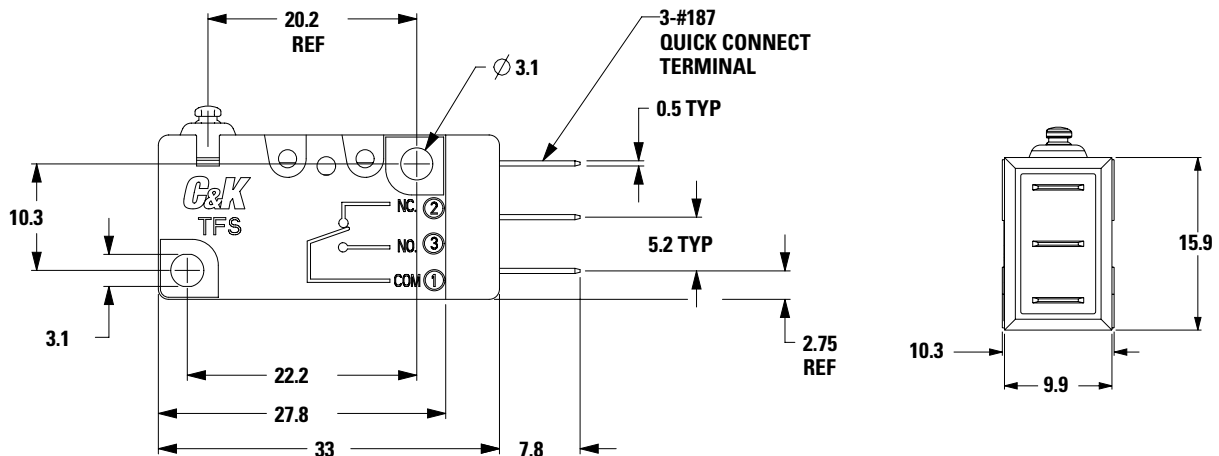 20.2
REF
3-#187
QUICK CONNECT
TERMINAL
Ø 3.1
0.5 TYP
10.3
C&K
TFS
NC. 2
NO. 3
COM 1
5.2 TYP
15.9
3.1
2.75
REF
10.3
9.9
22.2
27.8
33
7.8